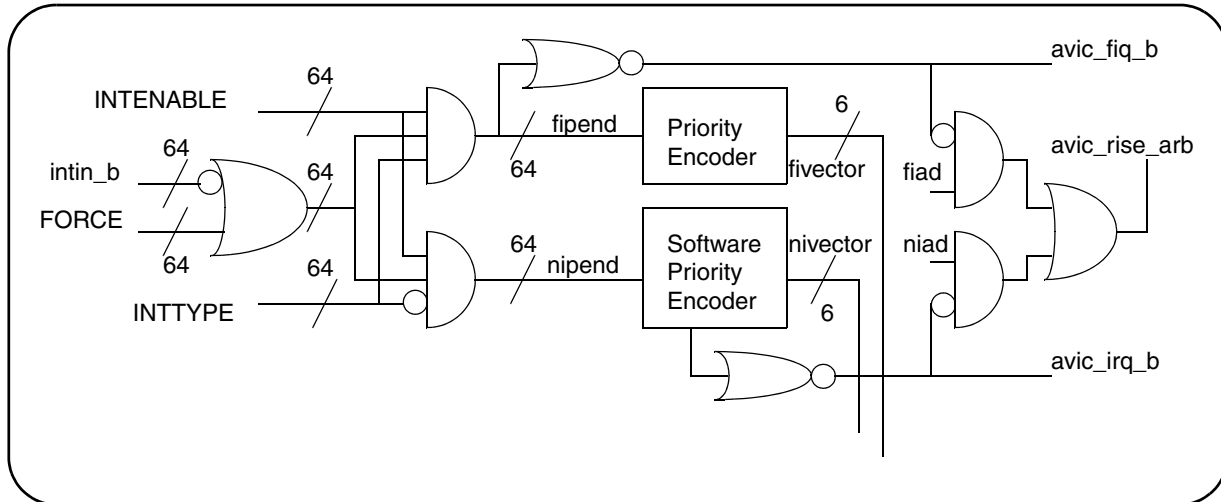 avic_fiq_b
64
INTENABLE
fipend
64
Priority
Encoder
6
fivector
avic_rise_arb
fiad
64
intin_b
64
FORCE
64
64
INTTYPE
64
nipend
Software
Priority
Encoder
nivector
6
niad
avic_irq_b